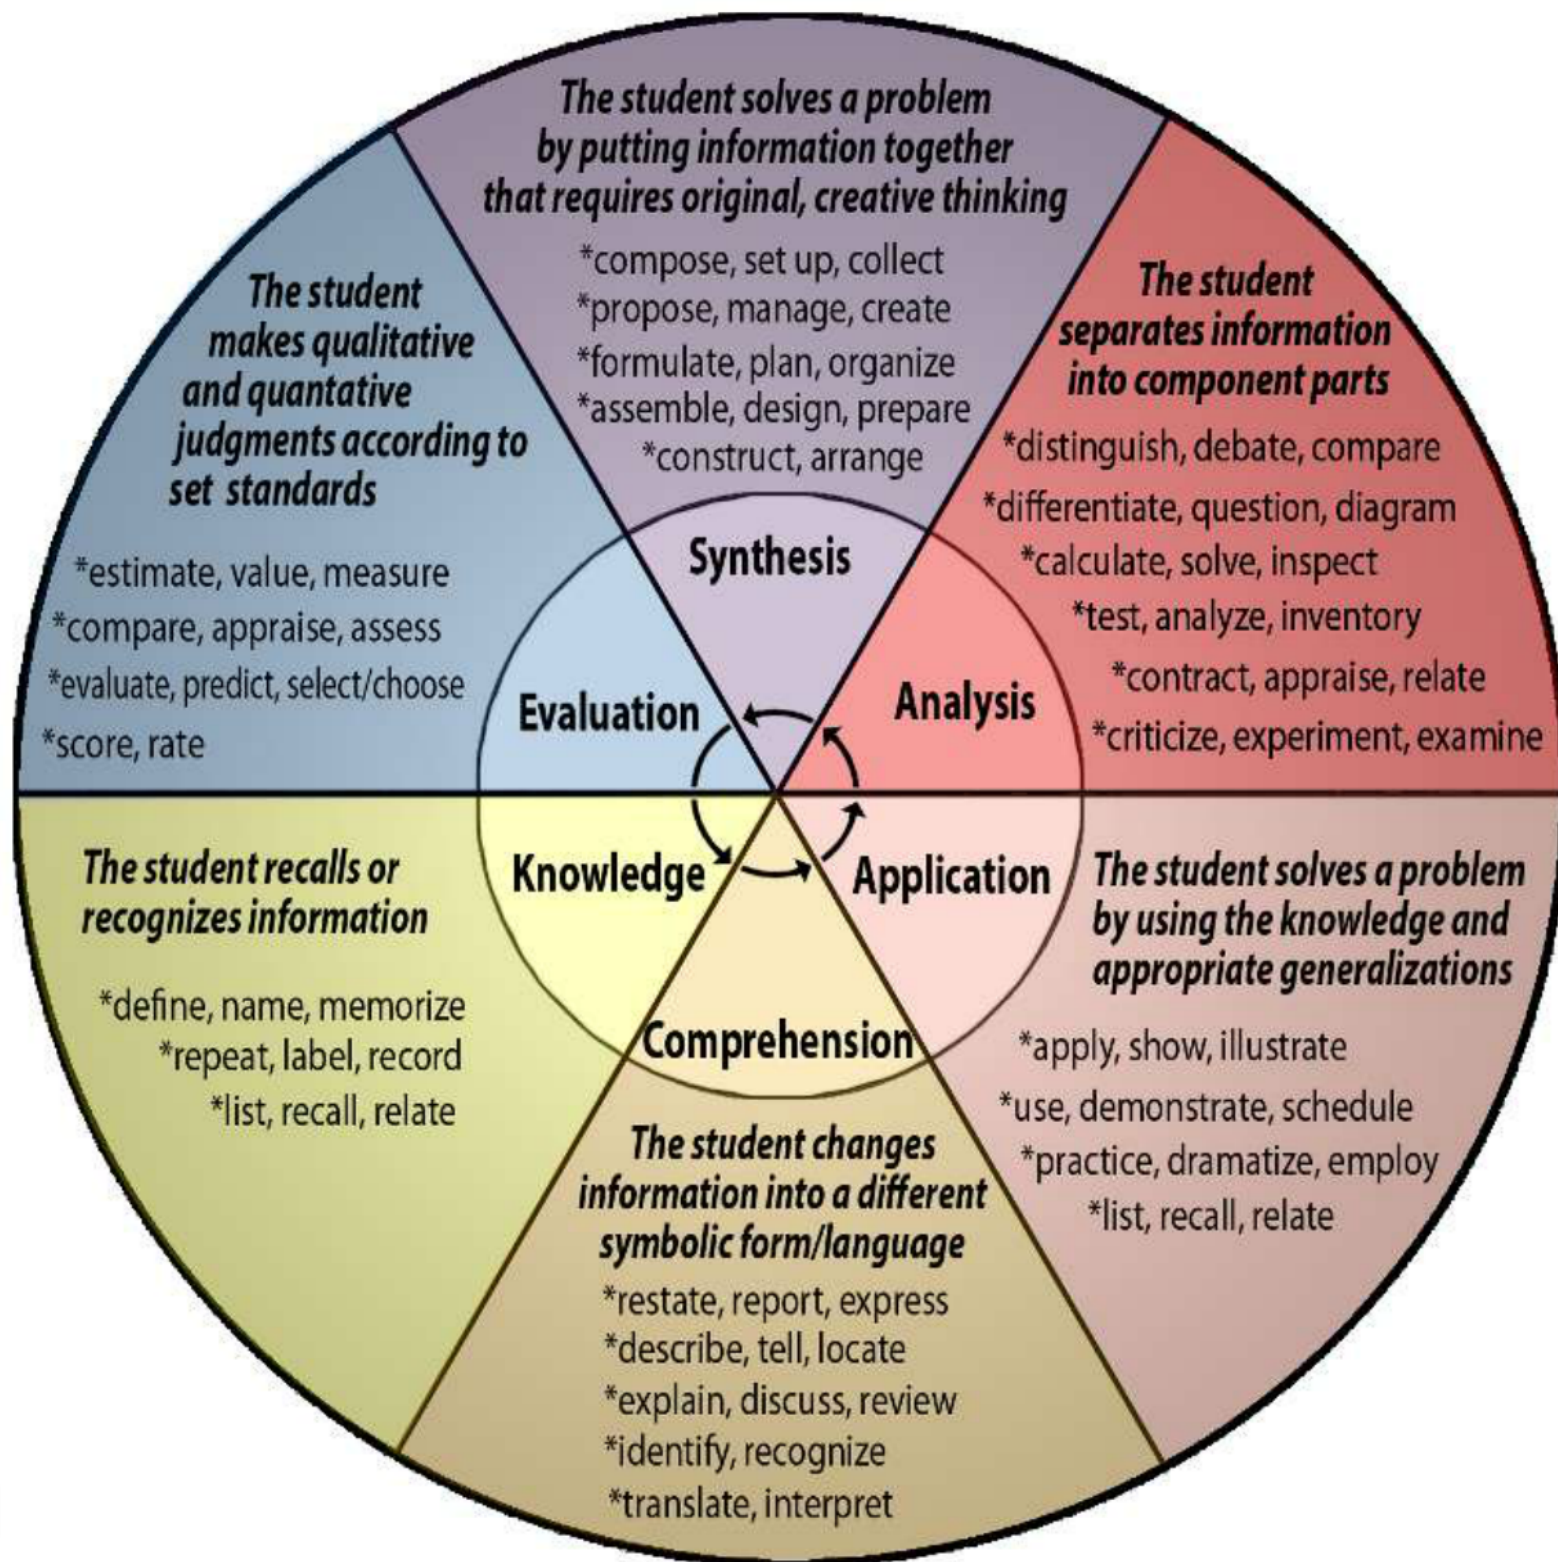 The student solves a problem
by putting information together
that requires original, creative thinking
*compose, set up, collect
*propose, manage, create
*formulate, plan, organize
*assemble, design, prepare
*construct, arrange
Synthesis
The student
separates information
into component parts
*distinguish, debate, compare
*differentiate, question, diagram
*calculate, solve, inspect
*test, analyze, inventory
*contract, appraise, relate
*criticize, experiment, examine
Analysis
The student solves a problem
by using the knowledge and
appropriate generalizations
*apply, show, illustrate
*use, demonstrate, schedule
*practice, dramatize, employ
*list, recall, relate
Application
Comprehension
The student changes
information into a different
symbolic form/language
*restate, report, express
*describe, tell, locate
*explain, discuss, review
*identify, recognize
*translate, interpret
Knowledge
The student recalls or
recognizes information
*define, name, memorize
*repeat, label, record
*list, recall, relate
Evaluation
The student
makes qualitative
and quantative
judgments according to
set standards
*estimate, value, measure
*compare, appraise, assess
*evaluate, predict, select/choose
*score, rate